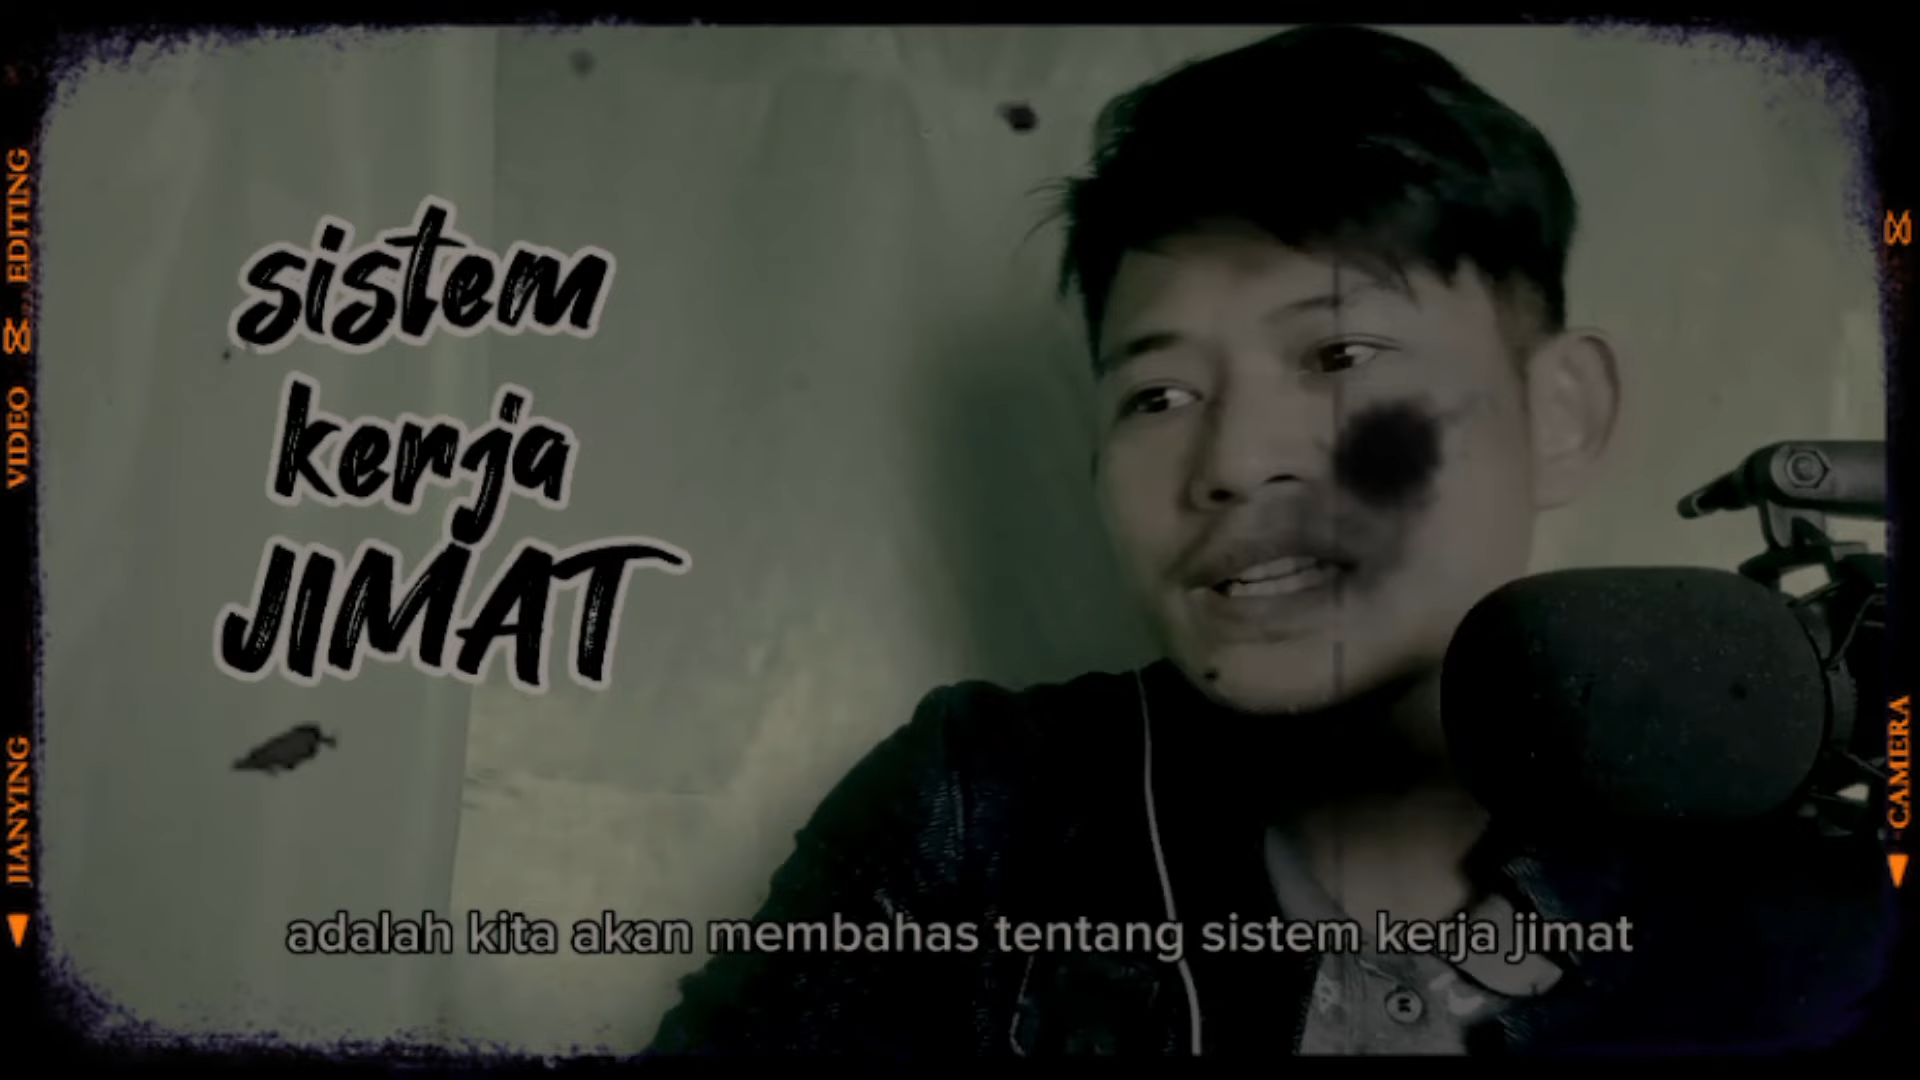 sistem
kerja
JIMAT
adalah kita akan membahas tentang sistem kerja jimat
VIDEO EDITING
JIANYING
CAMERA